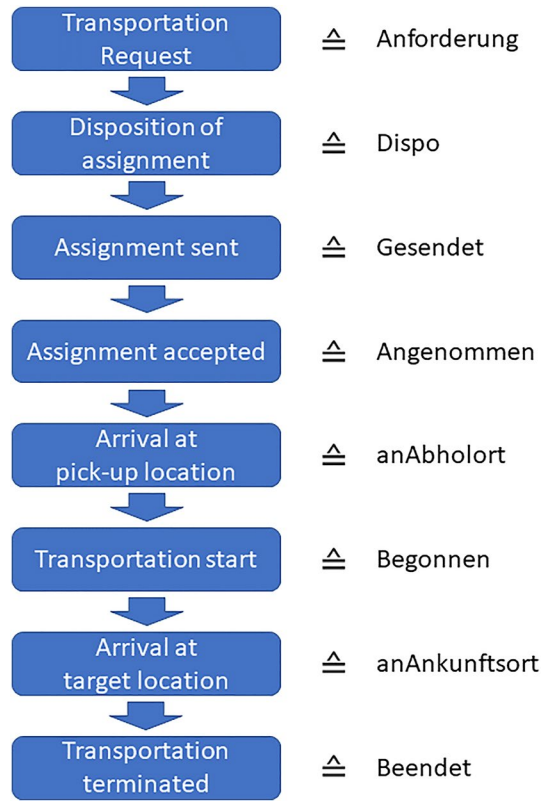 Transportation
Request
≙ Anforderung
Disposition of
assignment
≙ Dispo
Assignment sent ≙ Gesendet
Assignment accepted ≙ Angenommen
Arrival at
pick-up location
≙ anAbholort
Transportation start ≙ Begonnen
Arrival at
target location
≙ anAnkunftsort
Transportation
terminated
≙ Beendet